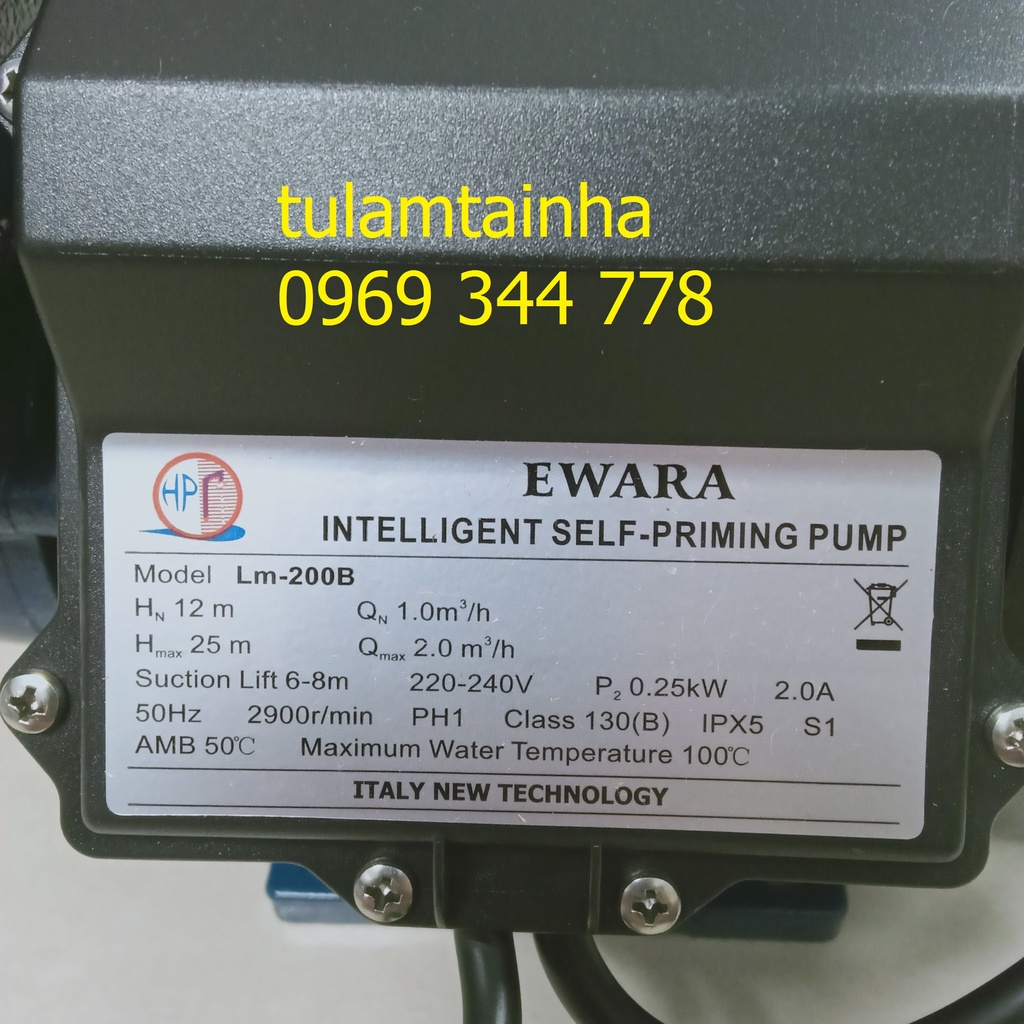 tulamtainha
0969 344 778
HP
EWARA
INTELLIGENT SELF-PRIMING PUMP
Model Lm-200B
HN 12 m QN 1.0m³/h
Hmax 25 m Qmax 2.0 m³/h
Suction Lift 6-8m 220-240V P₂ 0.25kW 2.0A
50Hz 2900r/min PH1 Class 130(B) IPX5 S1
AMB 50℃ Maximum Water Temperature 100℃
ITALY NEW TECHNOLOGY